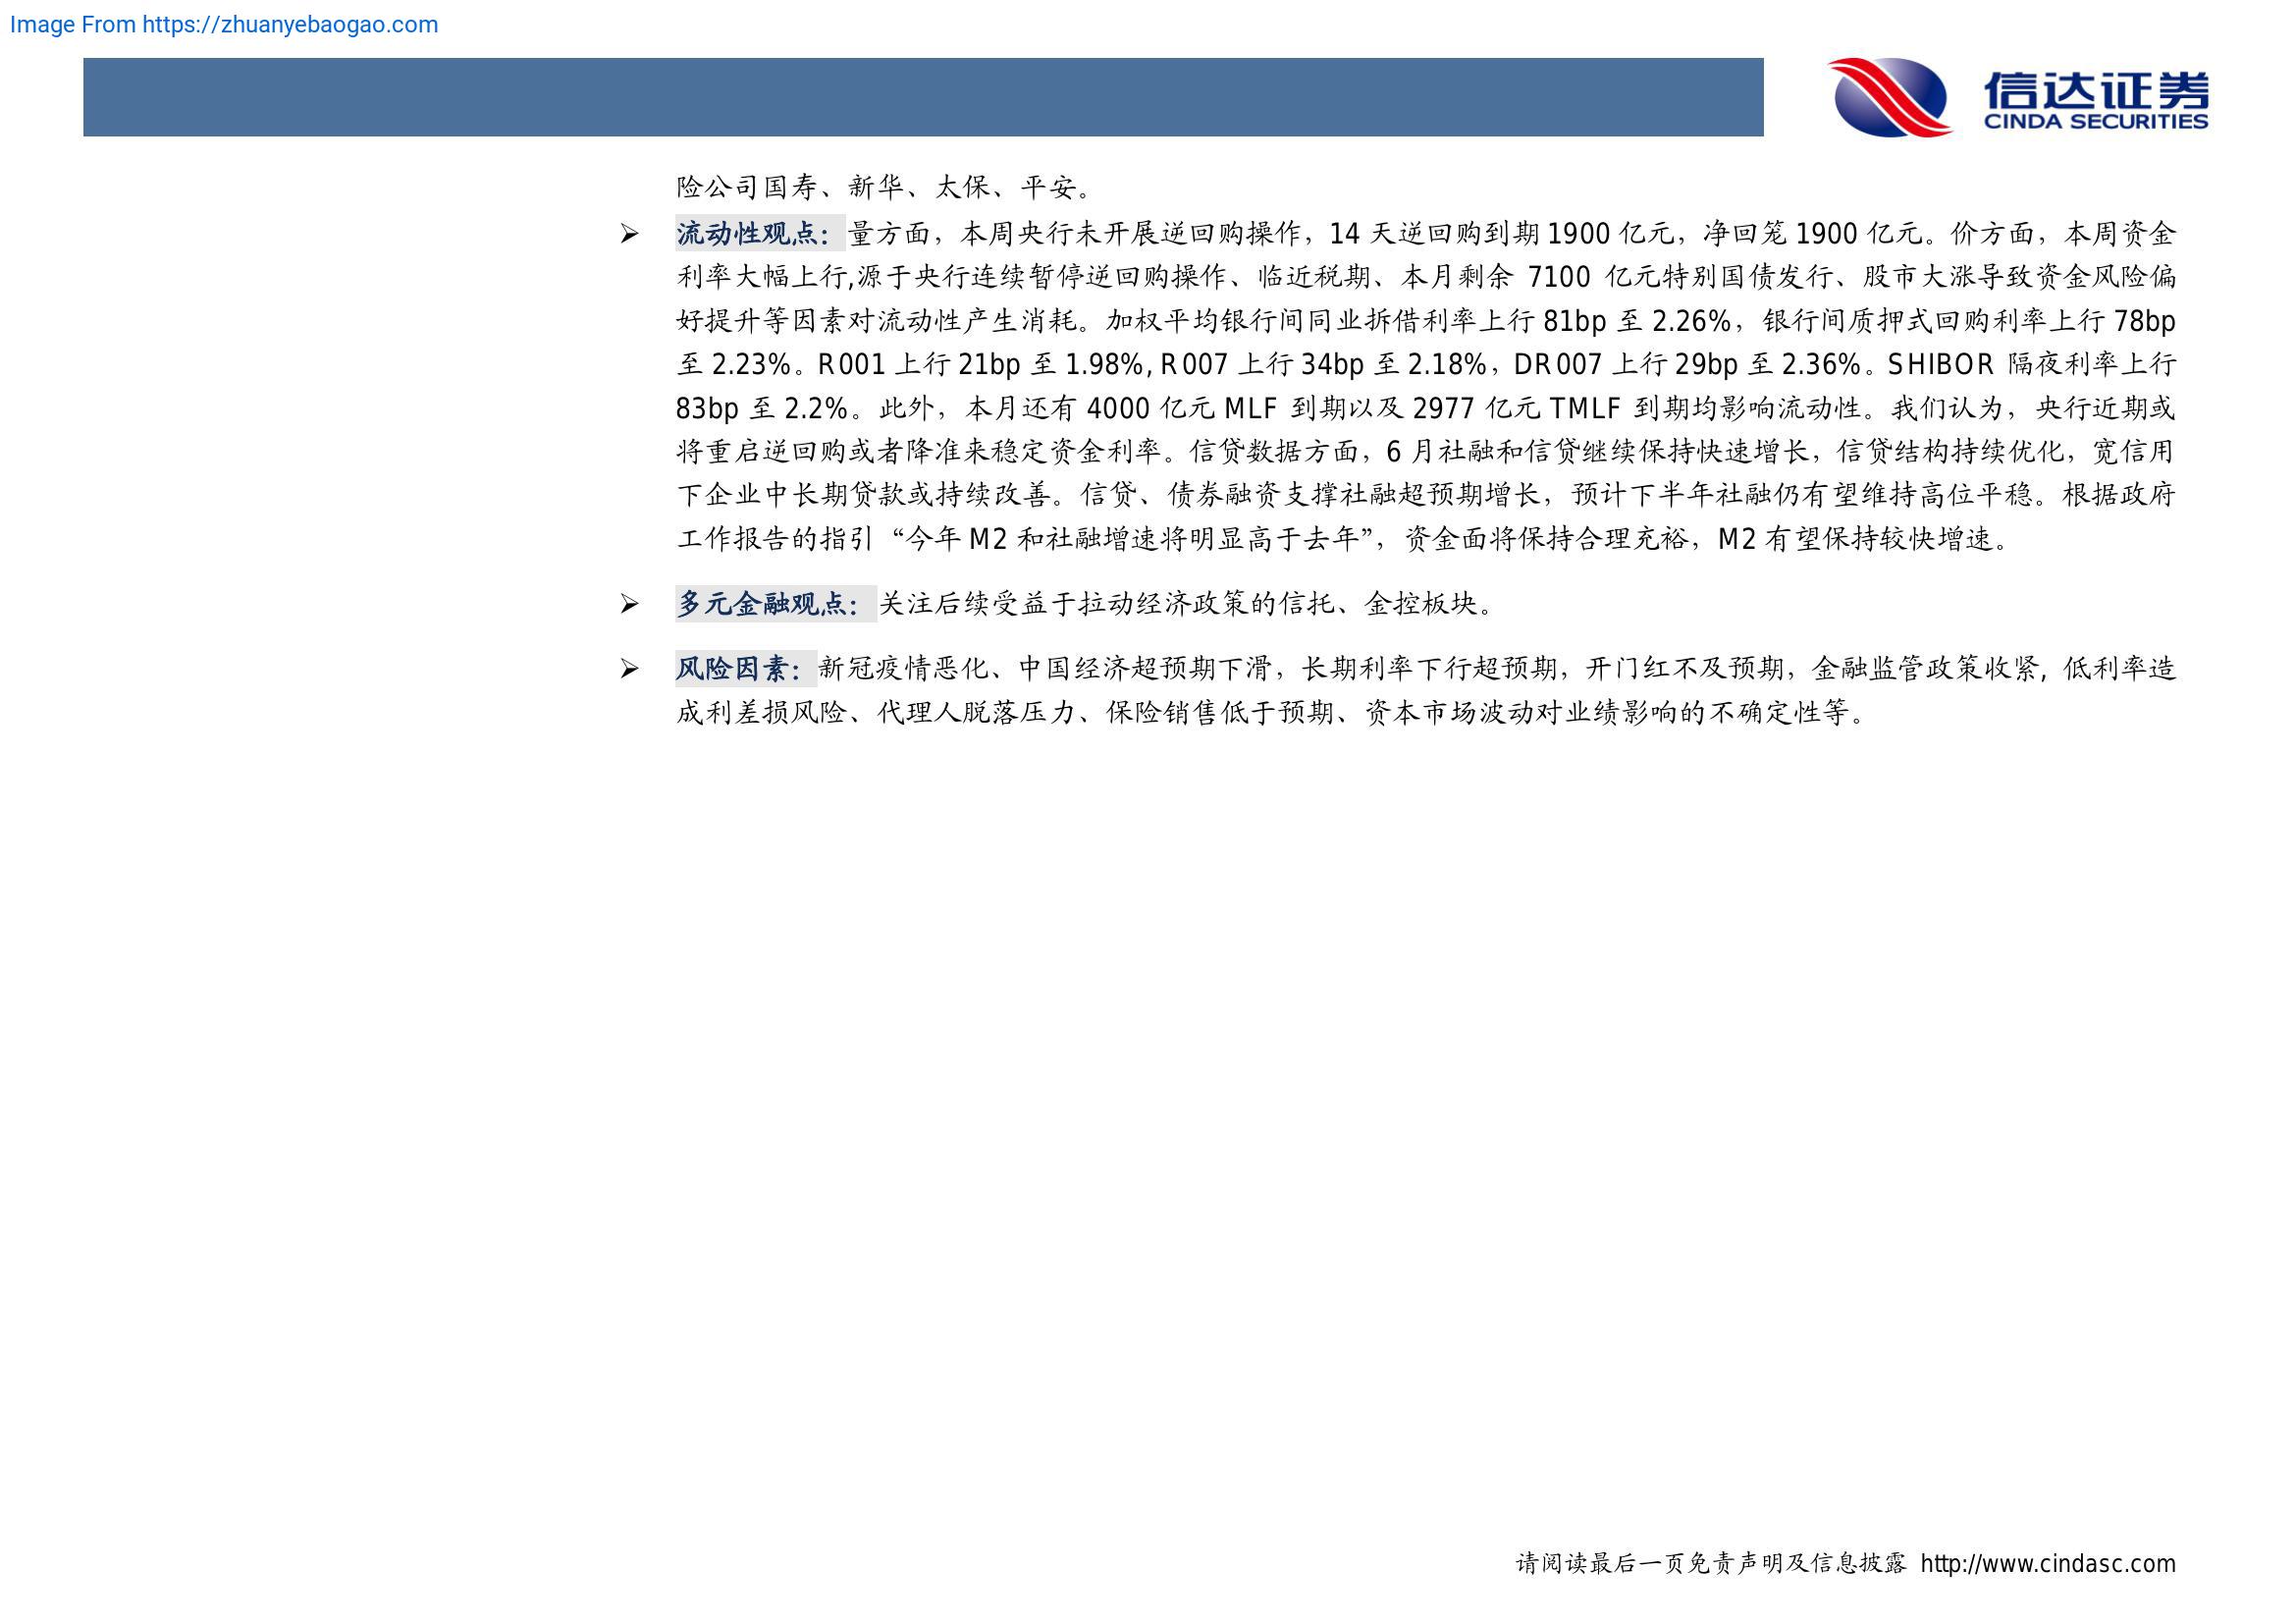 Image From https://zhuanyebaogao.com
信达证券
CINDA SECURITIES
险公司国寿、新华、太保、平安。
➢ 流动性观点：量方面，本周央行未开展逆回购操作，14 天逆回购到期 1900 亿元，净回笼 1900 亿元。价方面，本周资金
利率大幅上行,源于央行连续暂停逆回购操作、临近税期、本月剩余 7100 亿元特别国债发行、股市大涨导致资金风险偏
好提升等因素对流动性产生消耗。加权平均银行间同业拆借利率上行 81bp 至 2.26%，银行间质押式回购利率上行 78bp
至 2.23%。R001 上行 21bp 至 1.98%, R007 上行 34bp 至 2.18%，DR007 上行 29bp 至 2.36%。SHIBOR 隔夜利率上行
83bp 至 2.2%。此外，本月还有 4000 亿元 MLF 到期以及 2977 亿元 TMLF 到期均影响流动性。我们认为，央行近期或
将重启逆回购或者降准来稳定资金利率。信贷数据方面，6 月社融和信贷继续保持快速增长，信贷结构持续优化，宽信用
下企业中长期贷款或持续改善。信贷、债券融资支撑社融超预期增长，预计下半年社融仍有望维持高位平稳。根据政府
工作报告的指引“今年 M2 和社融增速将明显高于去年”，资金面将保持合理充裕，M2 有望保持较快增速。
➢ 多元金融观点：关注后续受益于拉动经济政策的信托、金控板块。
➢ 风险因素：新冠疫情恶化、中国经济超预期下滑，长期利率下行超预期，开门红不及预期，金融监管政策收紧, 低利率造
成利差损风险、代理人脱落压力、保险销售低于预期、资本市场波动对业绩影响的不确定性等。
请阅读最后一页免责声明及信息披露 http://www.cindasc.com